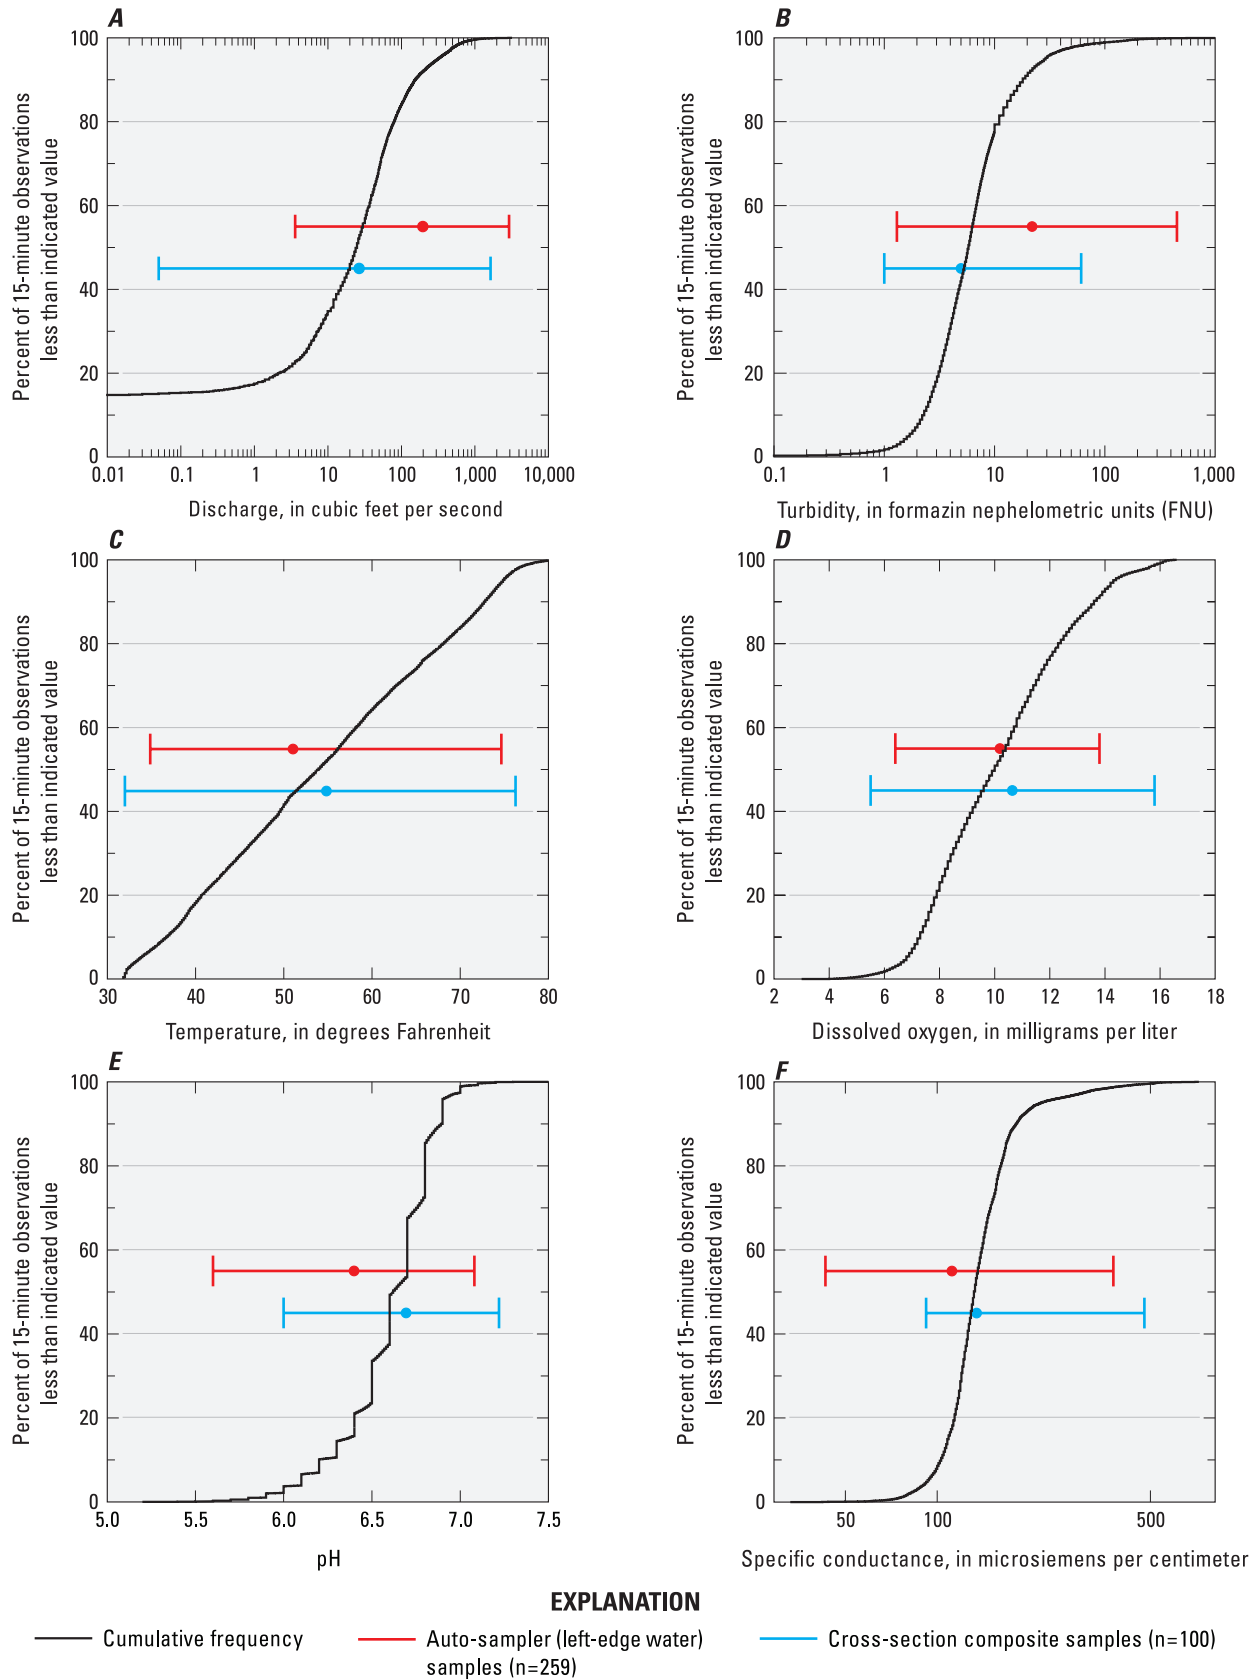 A
Percent of 15-minute observations
less than indicated value
100
80
60
40
20
0
0.01 0.1 1 10 100 1,000 10,000
Discharge, in cubic feet per second
B
Percent of 15-minute observations
less than indicated value
100
80
60
40
20
0
0.1 1 10 100 1,000
Turbidity, in formazin nephelometric units (FNU)
C
Percent of 15-minute observations
less than indicated value
100
80
60
40
20
0
30 40 50 60 70 80
Temperature, in degrees Fahrenheit
D
Percent of 15-minute observations
less than indicated value
100
80
60
40
20
0
2 4 6 8 10 12 14 16 18
Dissolved oxygen, in milligrams per liter
E
Percent of 15-minute observations
less than indicated value
100
80
60
40
20
0
5.0 5.5 6.0 6.5 7.0 7.5
pH
F
Percent of 15-minute observations
less than indicated value
100
80
60
40
20
0
50 100 500
Specific conductance, in microsiemens per centimeter
EXPLANATION
Cumulative frequency
Auto-sampler (left-edge water)
samples (n=259)
Cross-section composite samples (n=100)